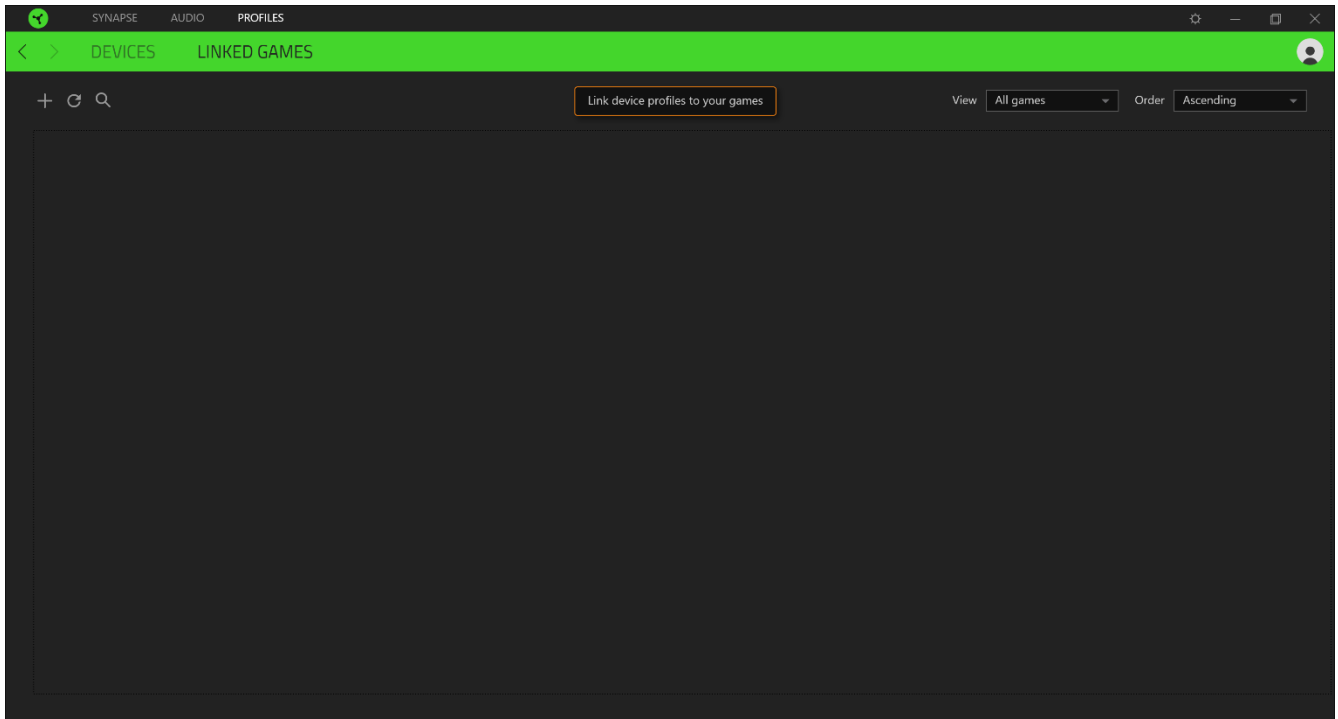 SYNAPSE AUDIO PROFILES
DEVICES LINKED GAMES
Link device profiles to your games View All games Order Ascending